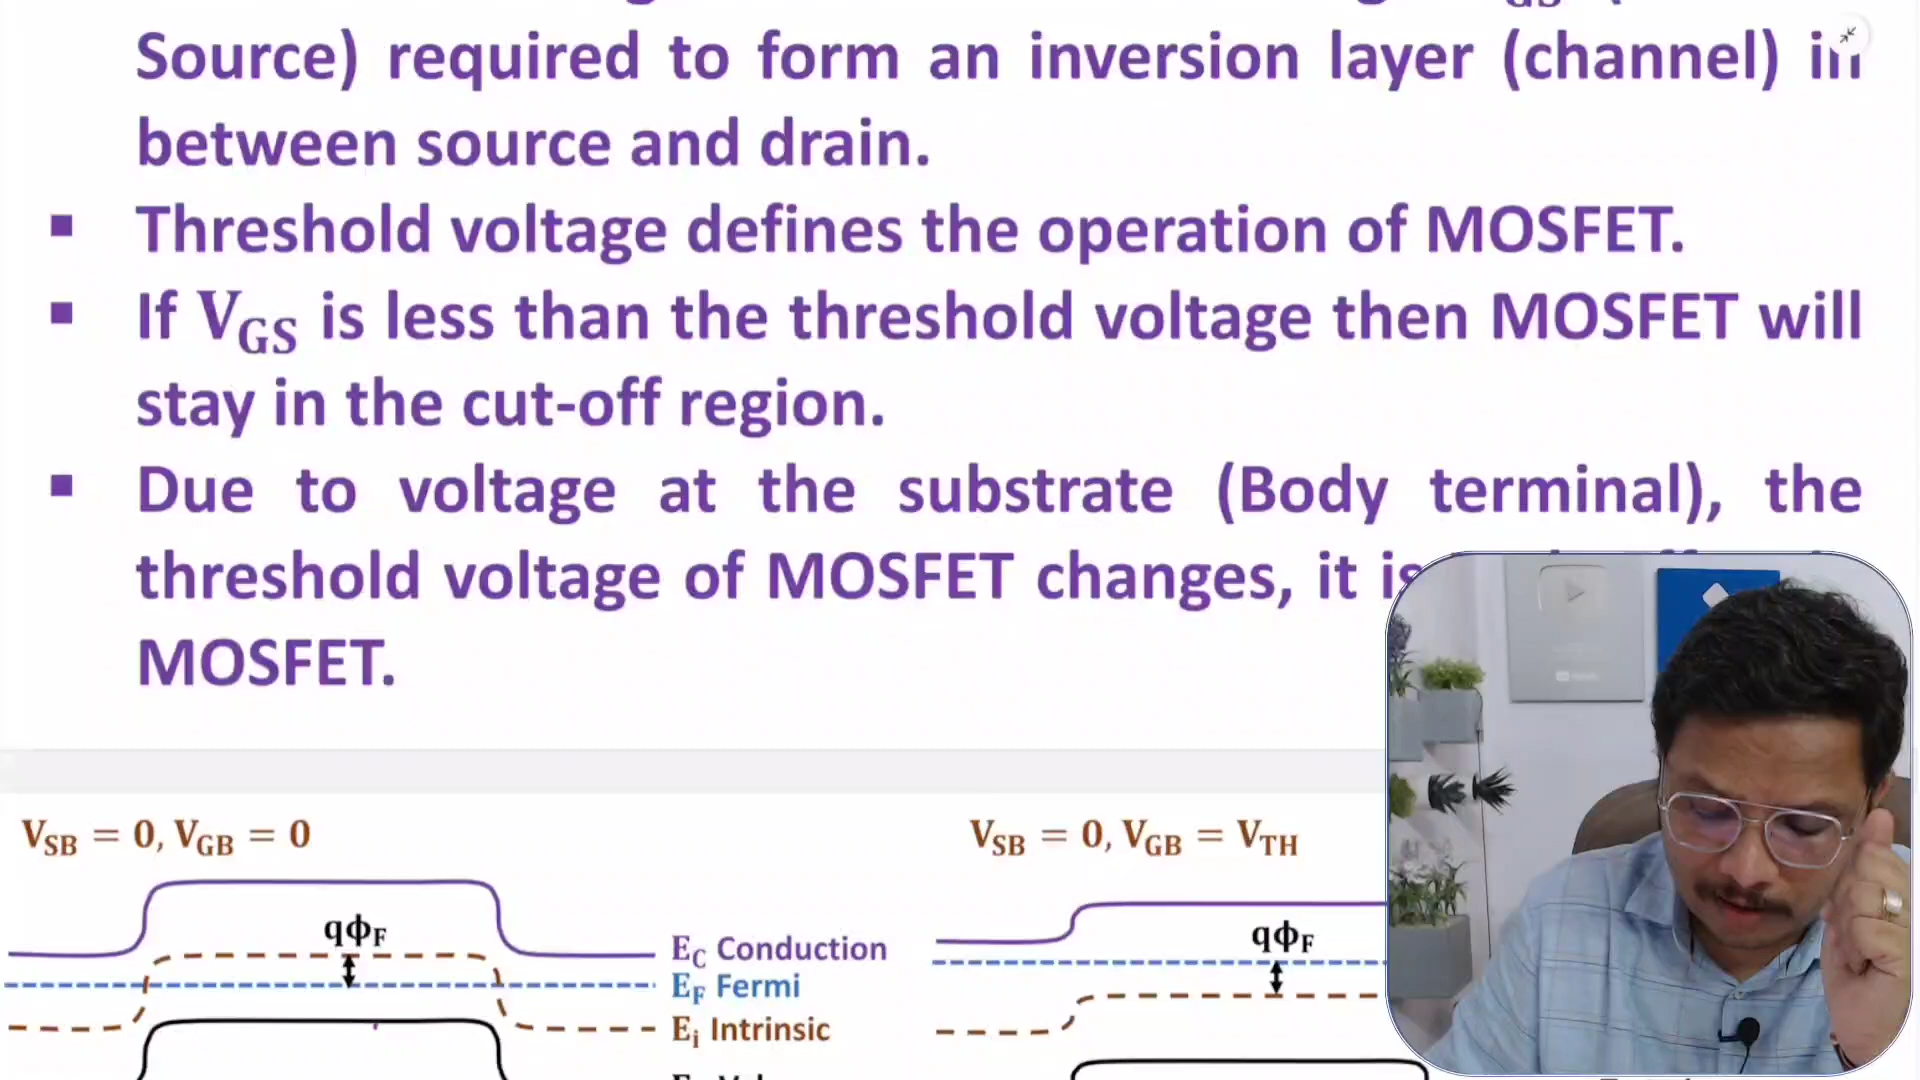 Source) required to form an inversion layer (channel) in
between source and drain.
▪ Threshold voltage defines the operation of MOSFET.
▪ If V_GS is less than the threshold voltage then MOSFET will
stay in the cut-off region.
▪ Due to voltage at the substrate (Body terminal), the
threshold voltage of MOSFET changes, it is
MOSFET.
V_SB = 0, V_GB = 0
V_SB = 0, V_GB = V_TH
qϕ_F
qϕ_F
E_C Conduction
E_F Fermi
E_i Intrinsic